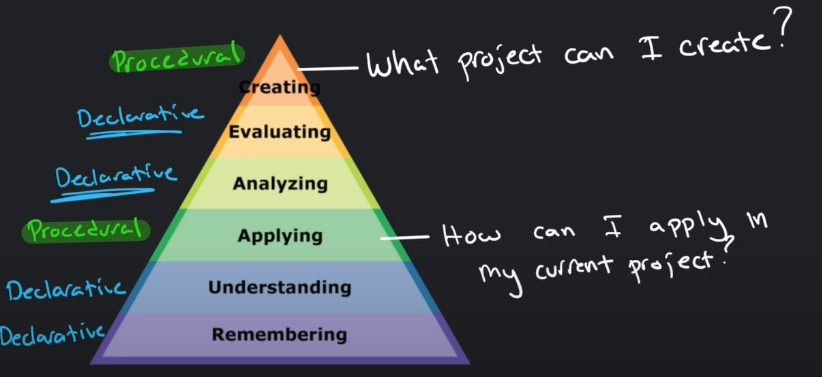 Procedural
What project can I create?
Creating
Declarative
Evaluating
Declarative
Analyzing
Procedural
Applying
How can I apply in
my current project?
Declarative
Understanding
Declarative
Remembering